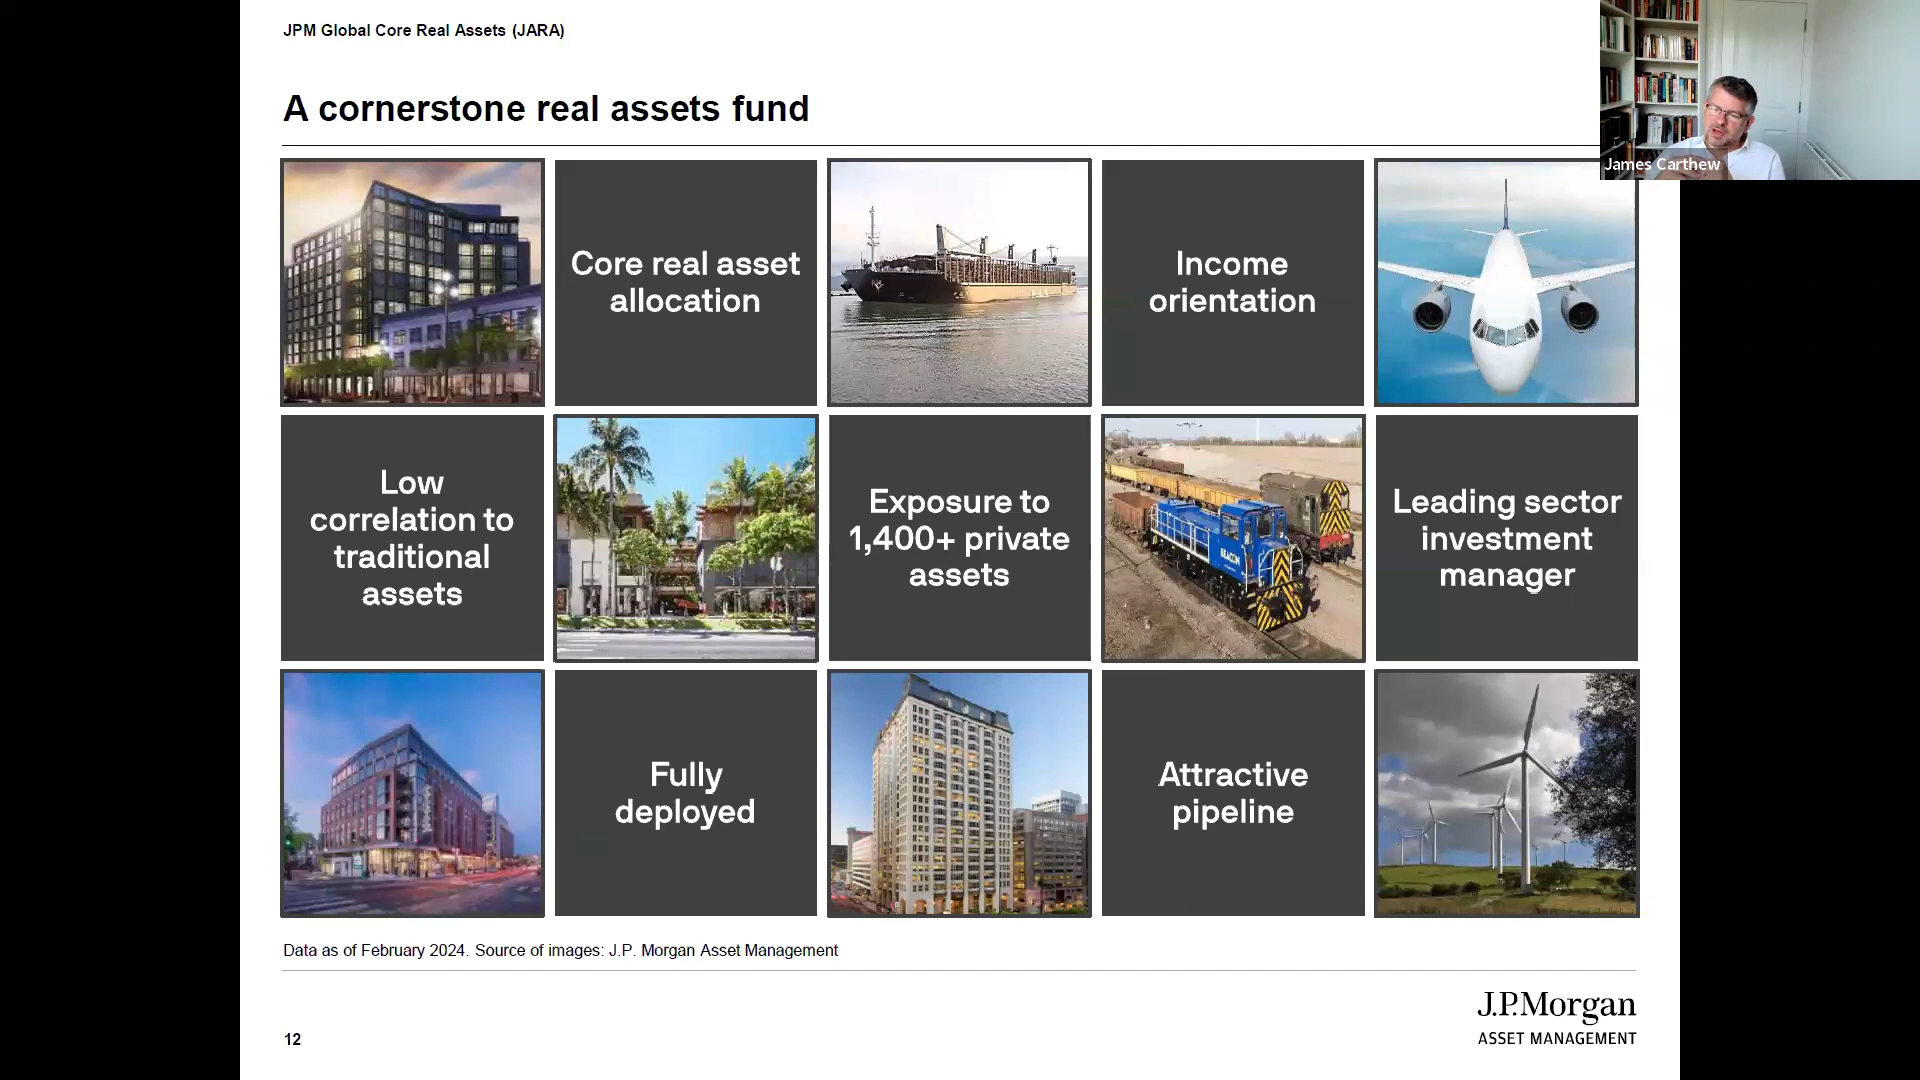 JPM Global Core Real Assets (JARA)
A cornerstone real assets fund
James Carthew
Core real asset
allocation
Income
orientation
Low
correlation to
traditional
assets
Exposure to
1,400+ private
assets
BEACON
Leading sector
investment
manager
Fully
deployed
Attractive
pipeline
Data as of February 2024. Source of images: J.P. Morgan Asset Management
J.P.Morgan
ASSET MANAGEMENT
12